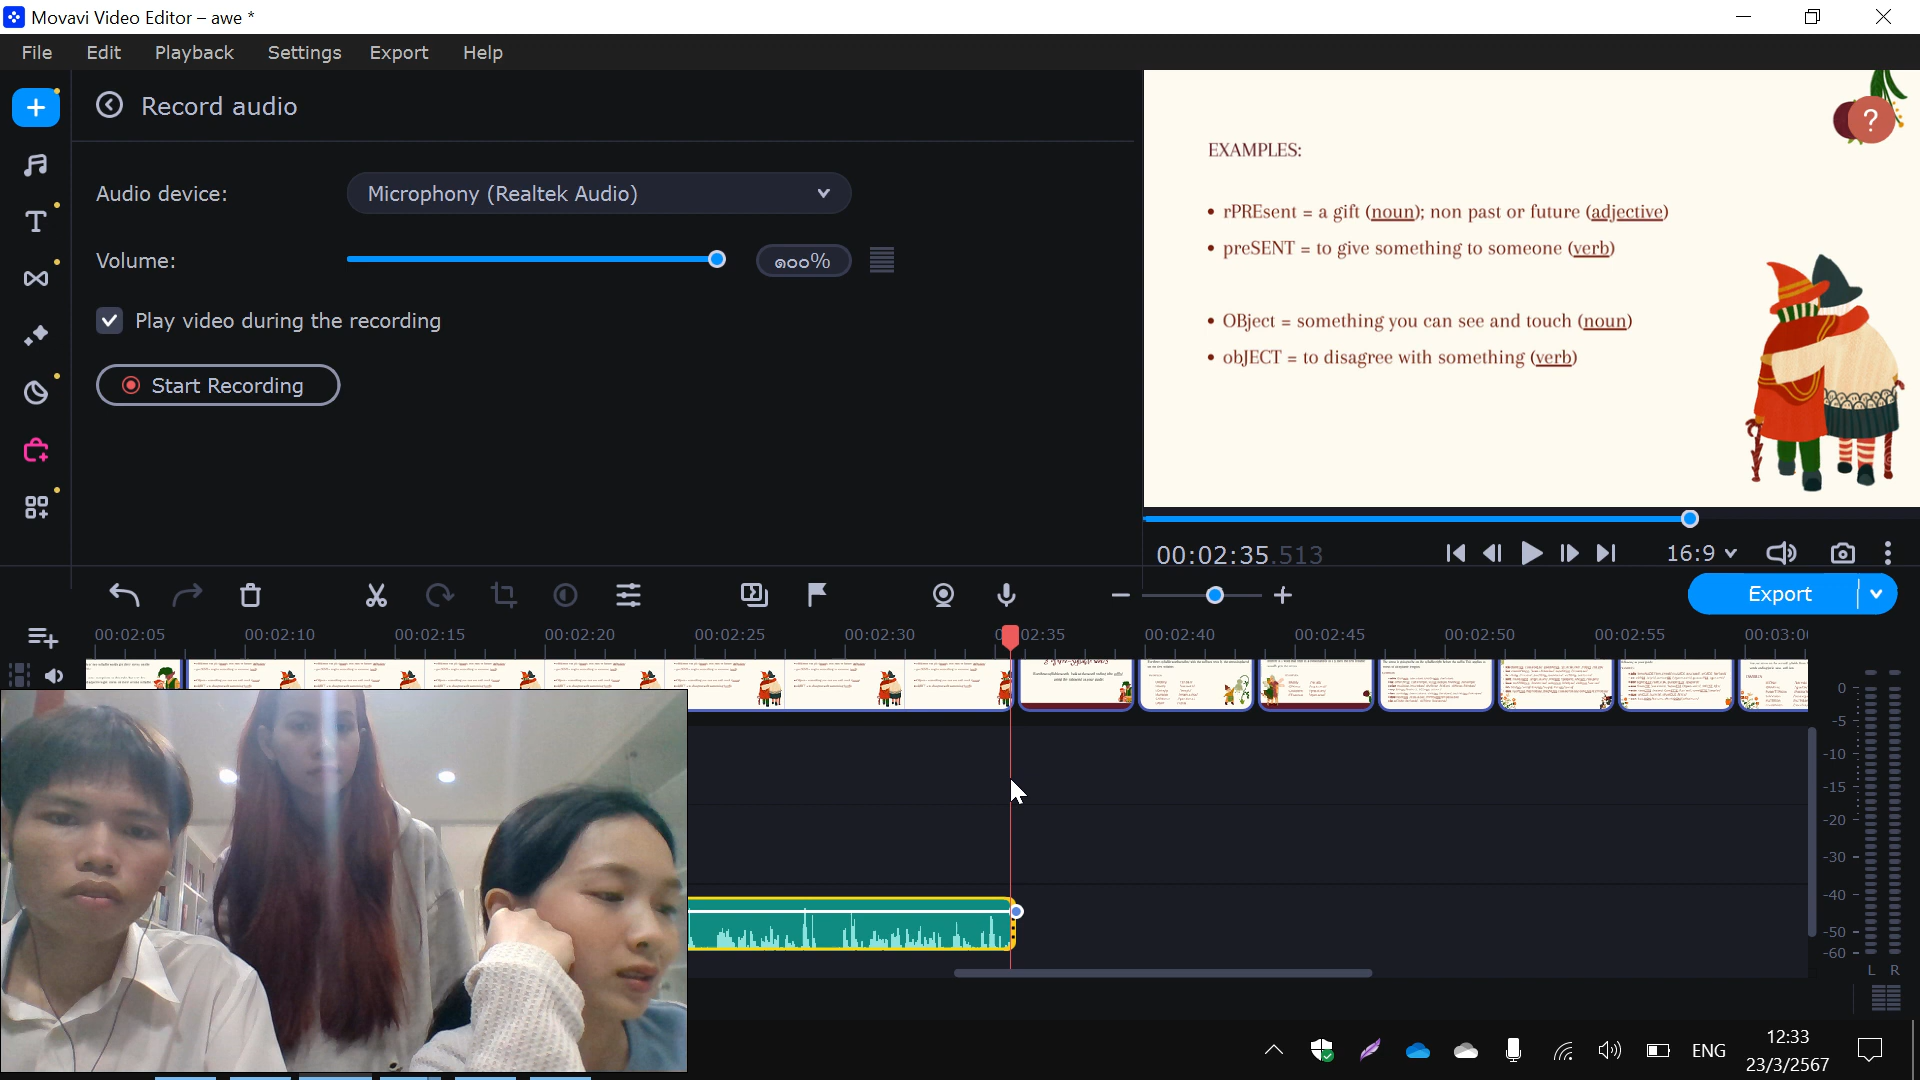 Movavi Video Editor – awe *
File Edit Playback Settings Export Help
Record audio
Audio device:
Microphony (Realtek Audio)
Volume:
๑๐๐%
Play video during the recording
Start Recording
EXAMPLES:
• rPREsent = a gift (noun); non past or future (adjective)
• preSENT = to give something to someone (verb)
• OBject = something you can see and touch (noun)
• obJECT = to disagree with something (verb)
?
00:02:35.513
16:9
Export
00:02:05 00:02:10 00:02:15 00:02:20 00:02:25 00:02:30 02:35 00:02:40 00:02:45 00:02:50 00:02:55 00:03:0
0
-5
-10
-15
-20
-30
-40
-50
-60
L R
ENG
12:33
23/3/2567